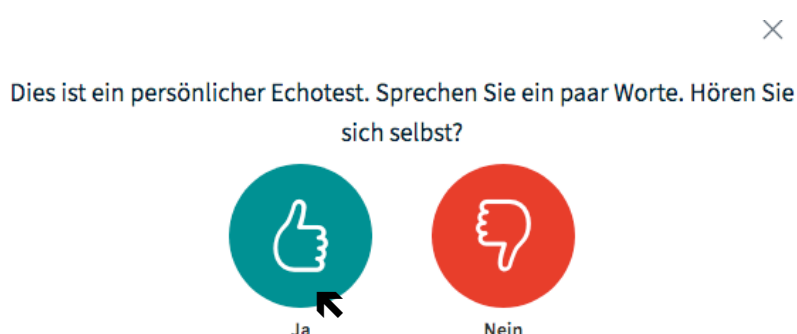 Dies ist ein persönlicher Echotest. Sprechen Sie ein paar Worte. Hören Sie
sich selbst?
Ja
Nein